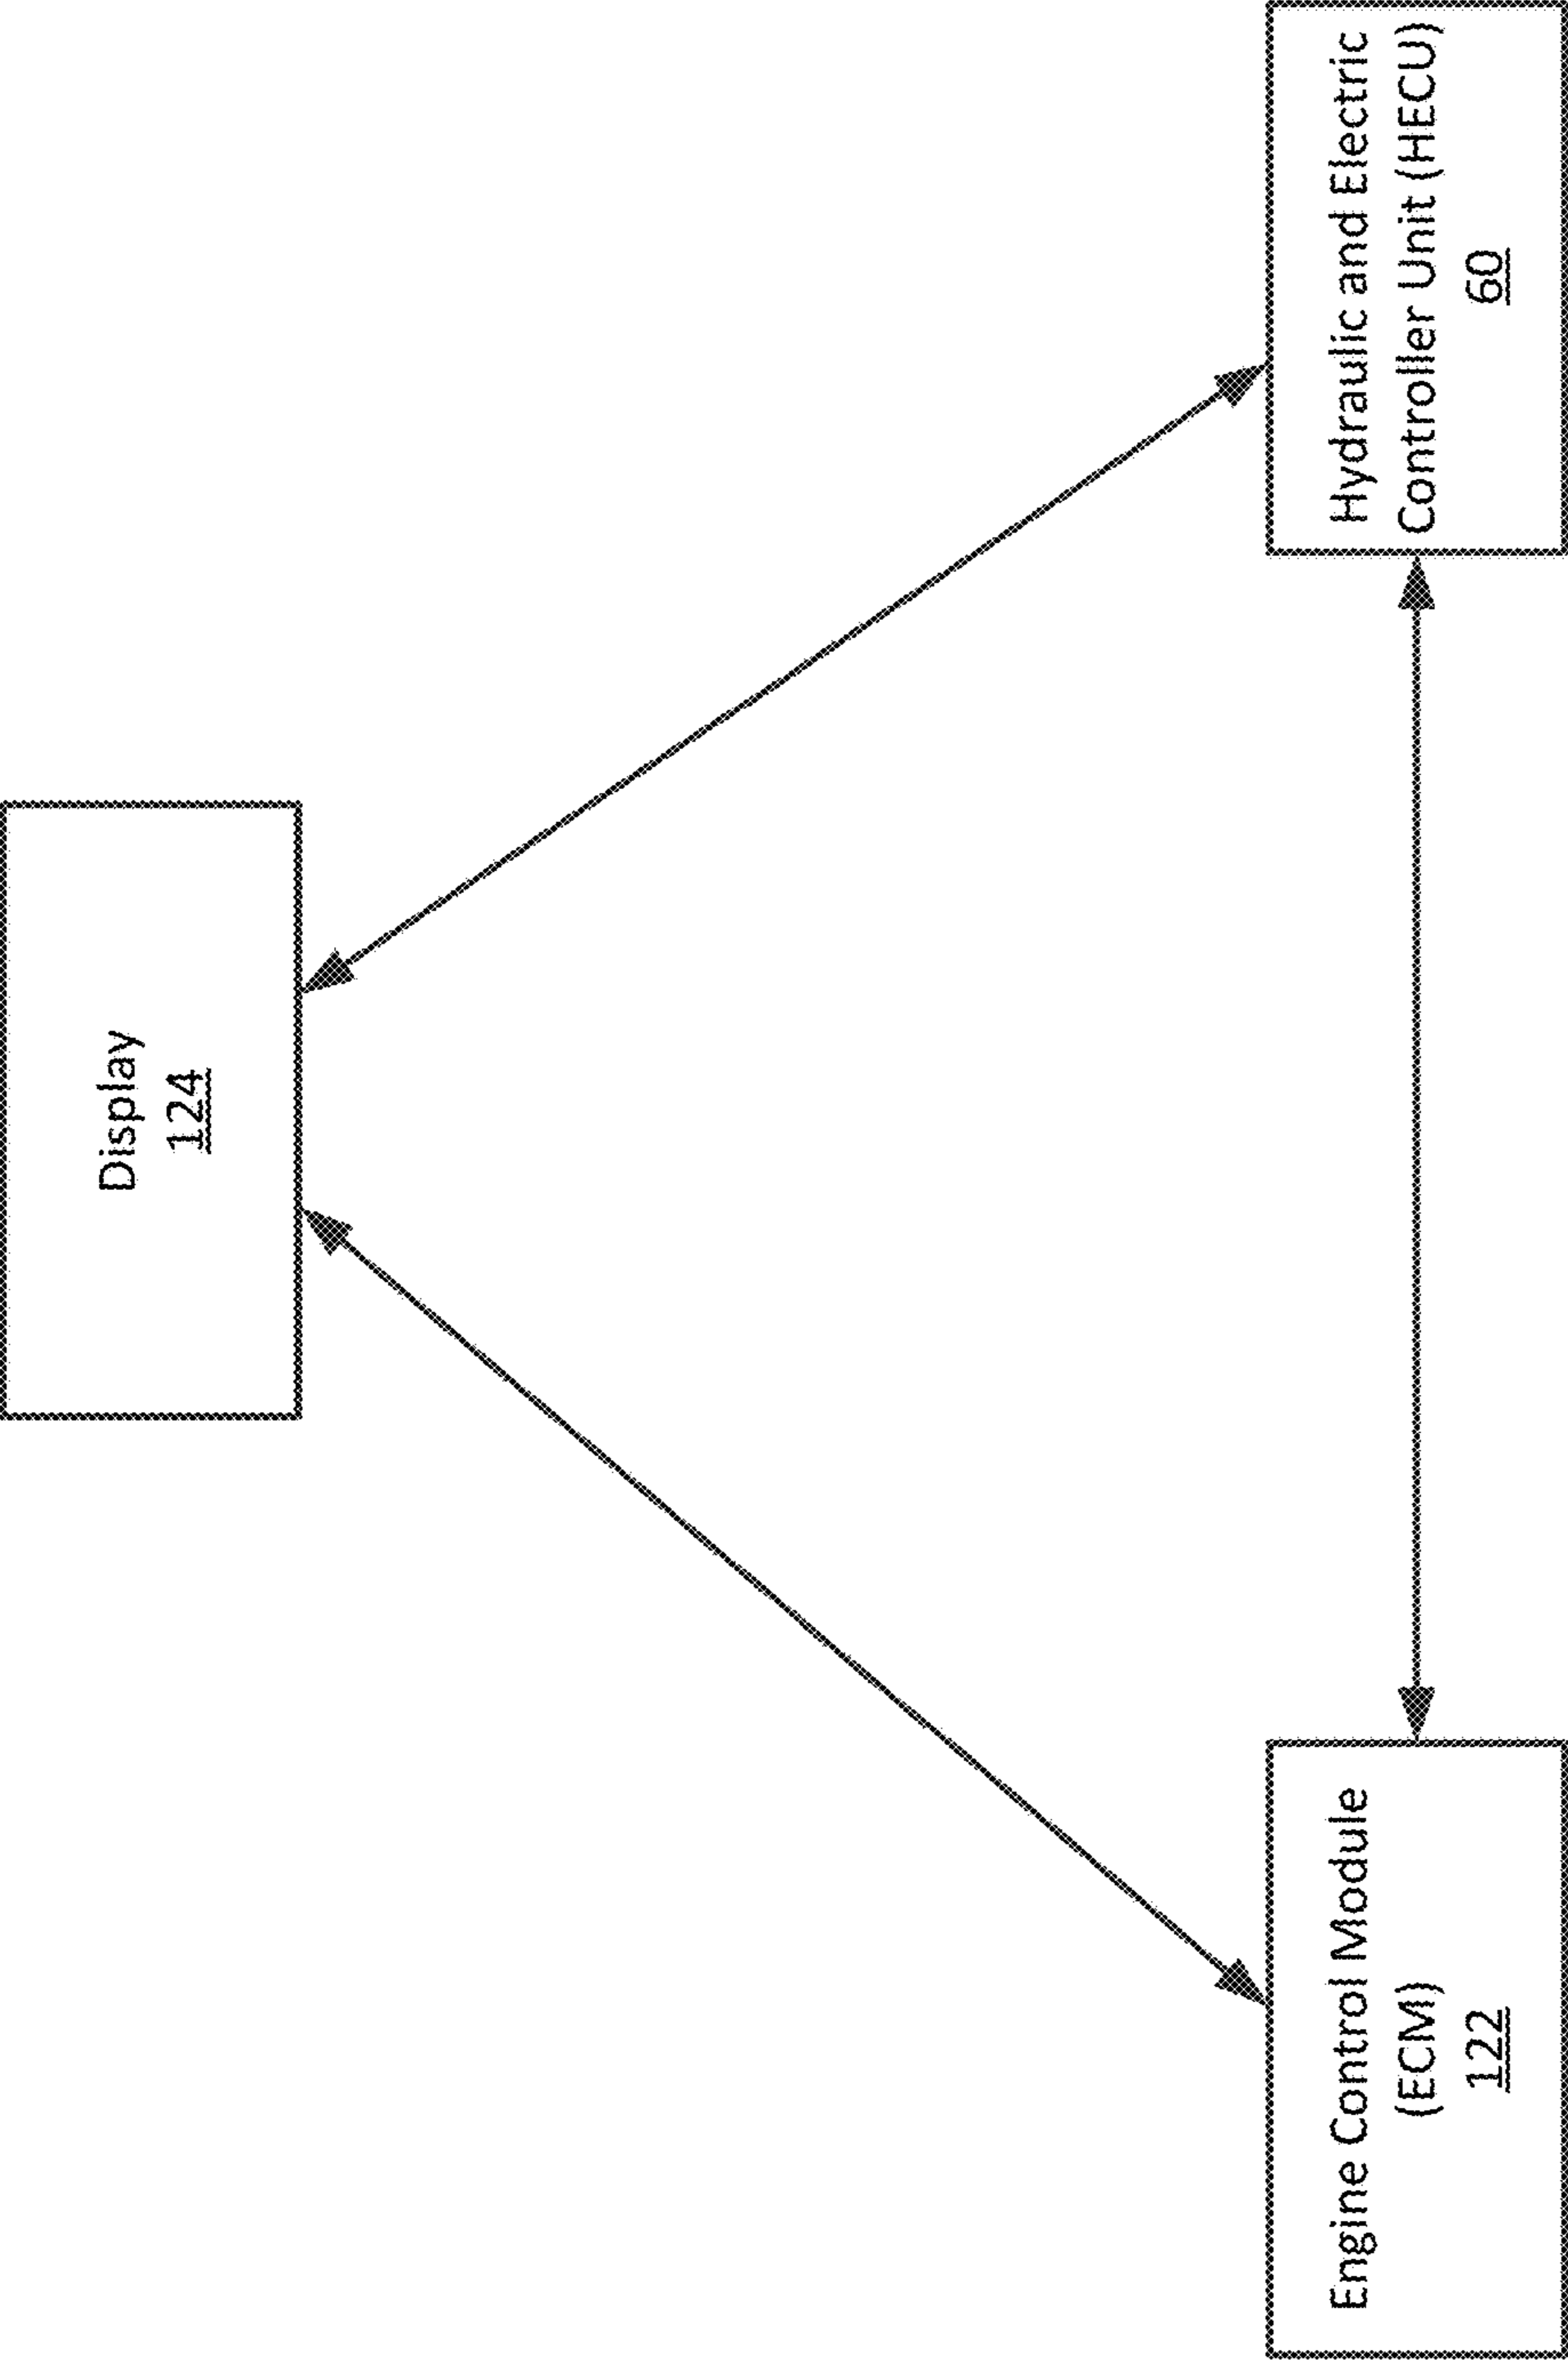 Display
124
Engine Control Module
(ECM)
122
Hydraulic and Electric
Controller Unit (HECU)
60